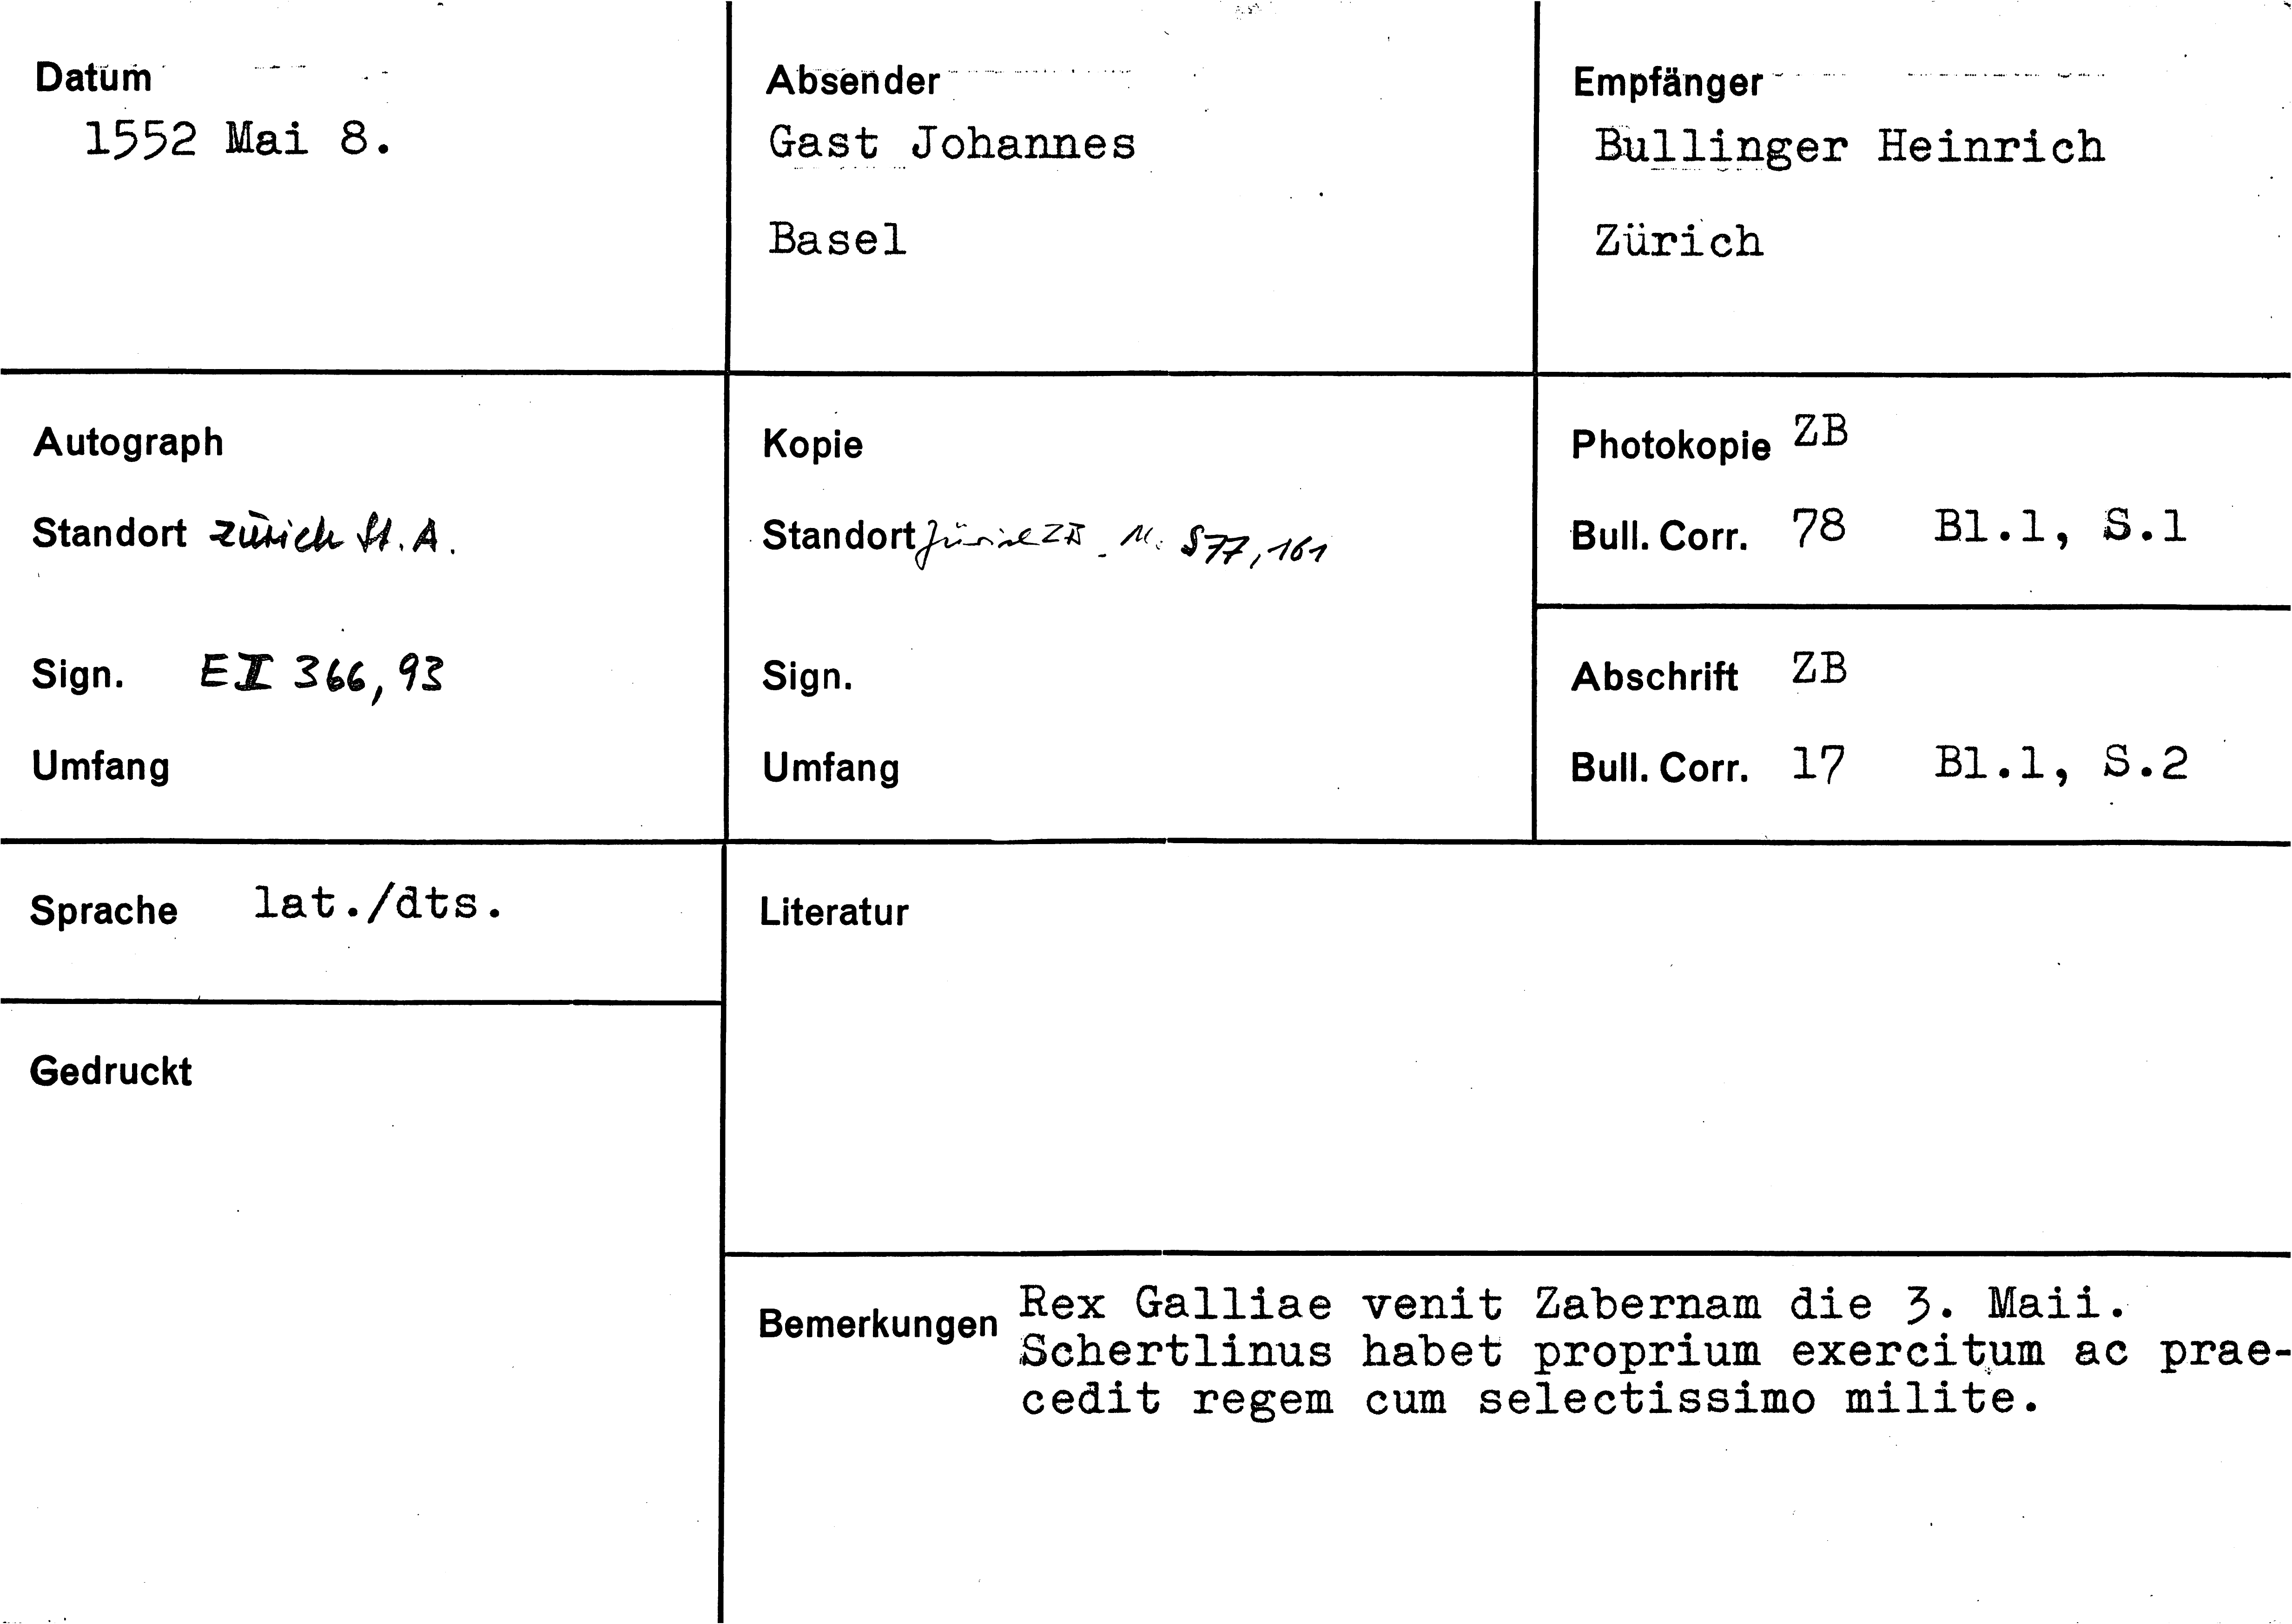 Datum
1552 Mai 8.
Absender
Gast Johannes
Basel
Empfänger
Bullinger Heinrich
Zürich
Autograph
Standort Zürich St.A.
Sign. E II 366, 93
Umfang
Kopie
Standort Zürich ZB S 77, 161
Sign.
Umfang
Photokopie ZB
Bull. Corr. 78 Bl.1, S.1
Abschrift ZB
Bull. Corr. 17 Bl.1, S.2
Sprache lat./dts.
Gedruckt
Literatur
Bemerkungen Rex Galliae venit Zabernam die 3. Maii.
Schertlinus habet proprium exercitum ac prae-
cedit regem cum selectissimo milite.